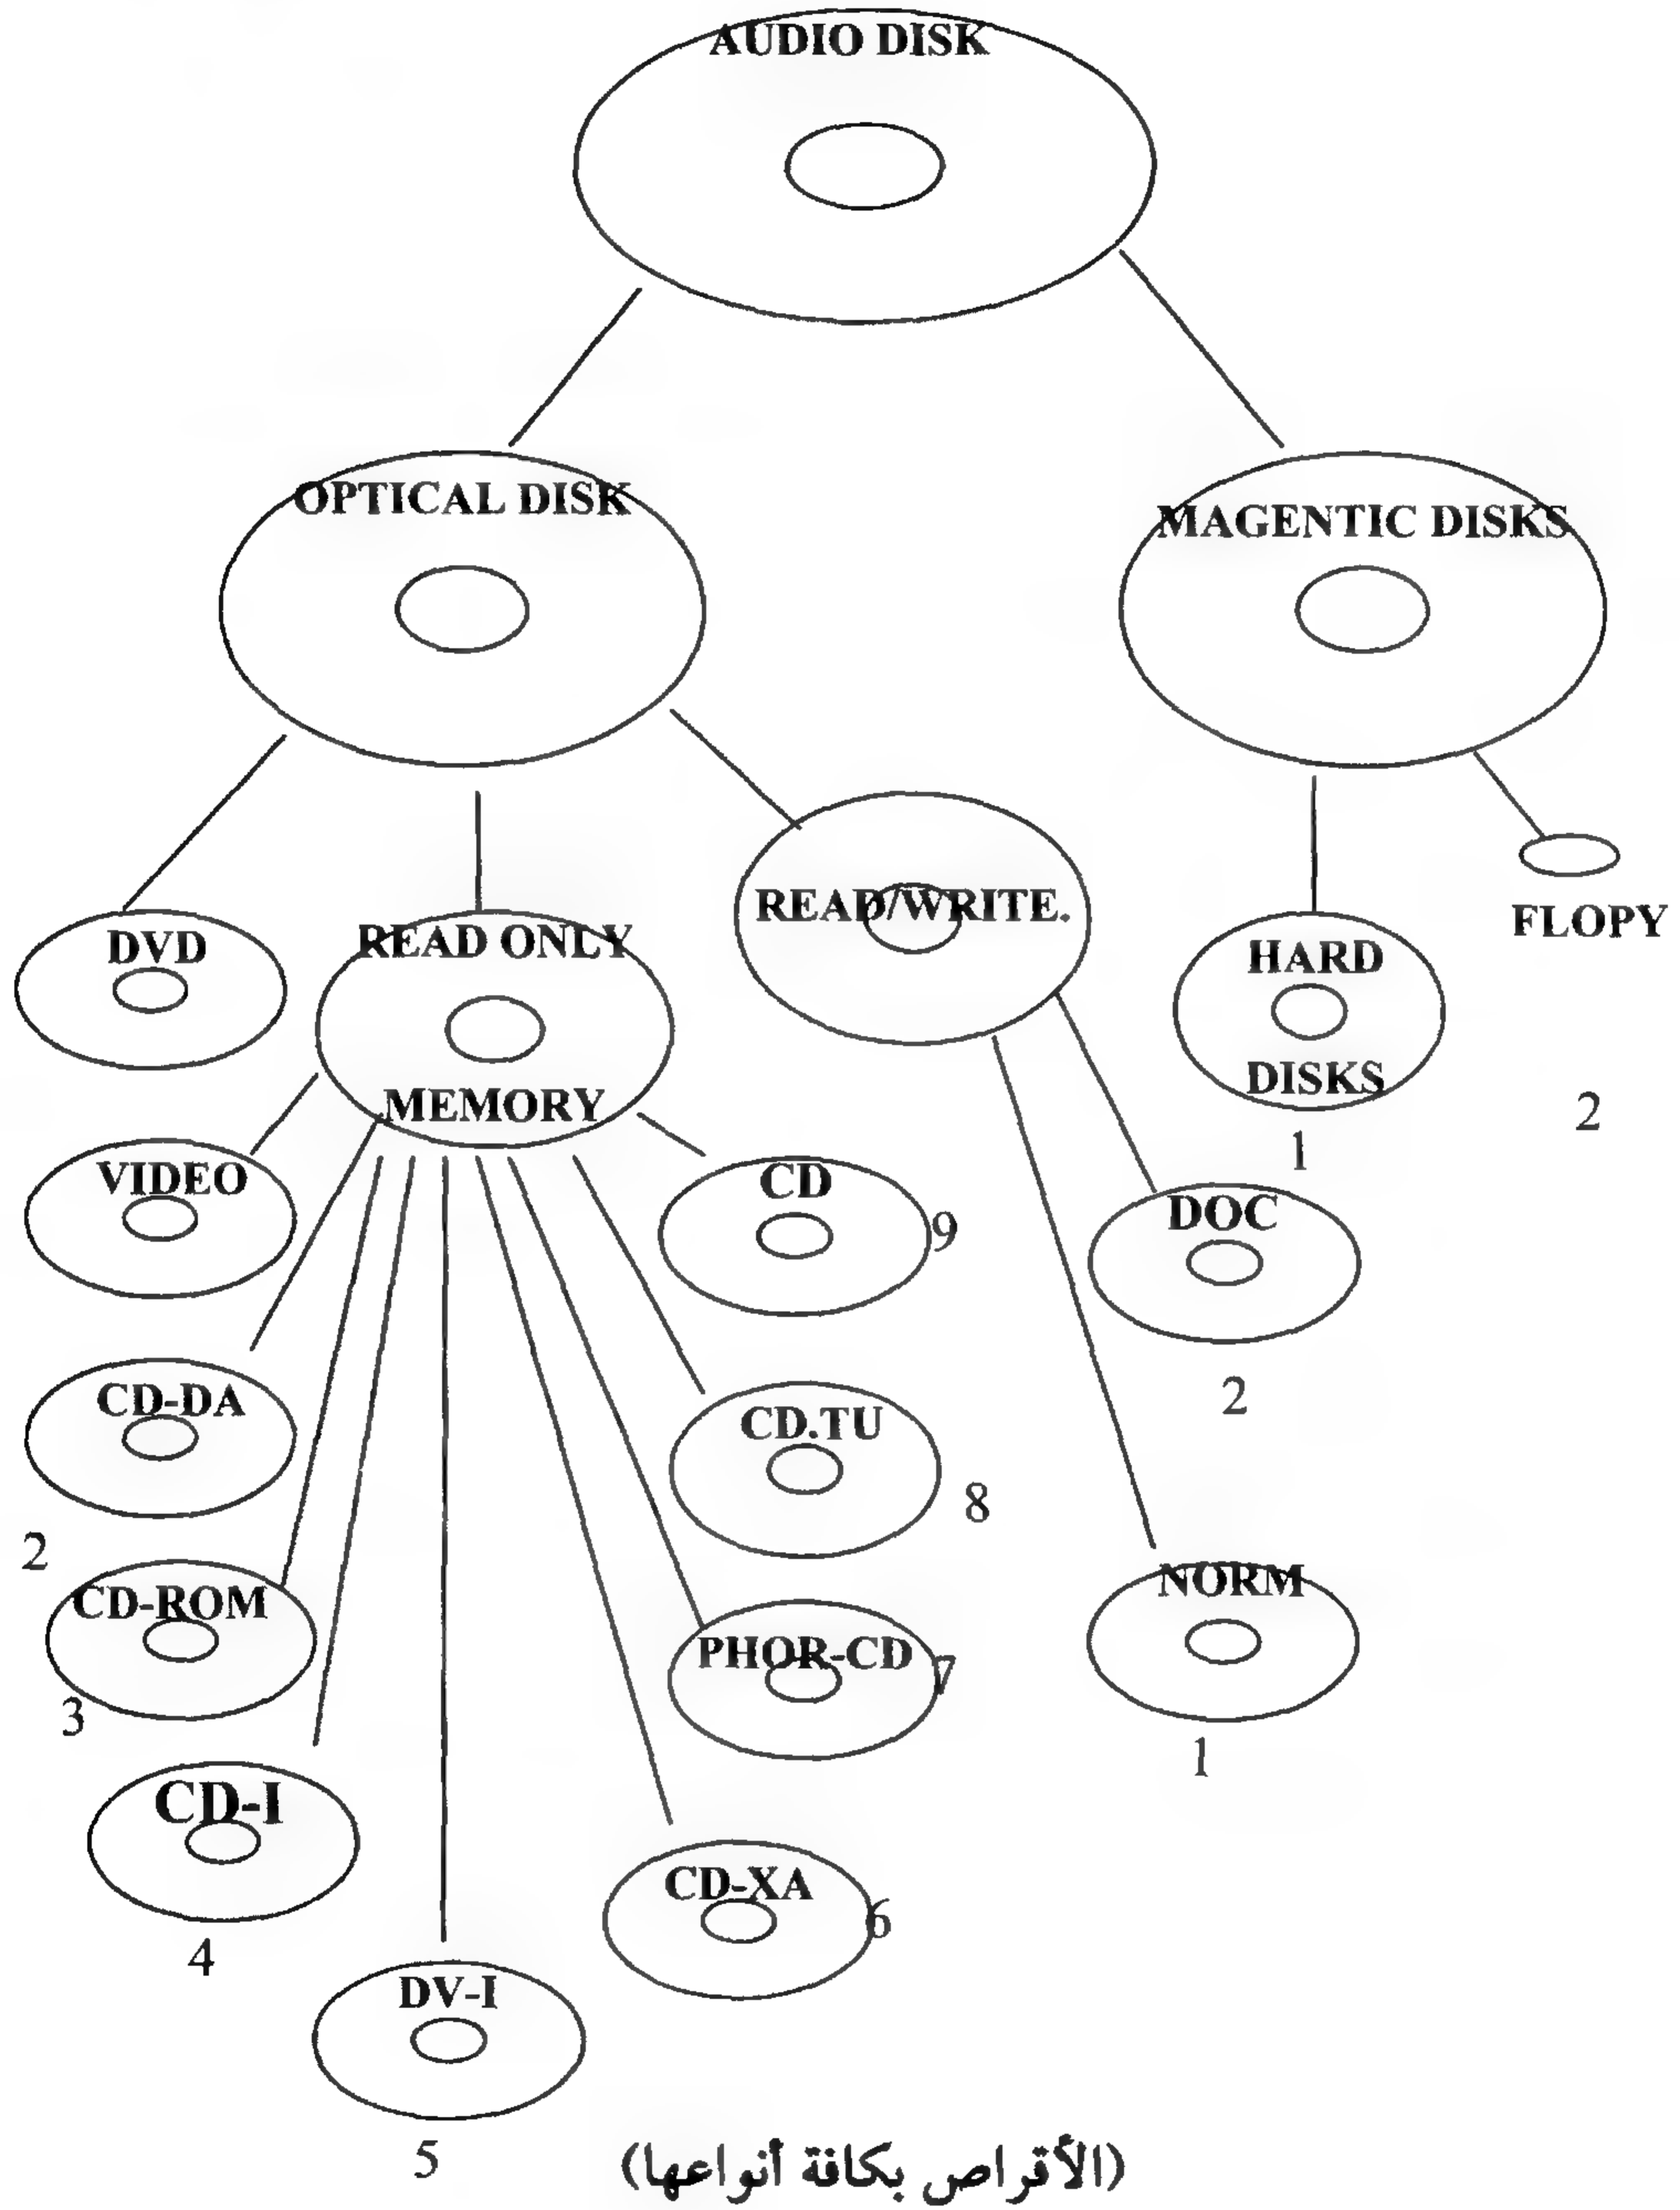 AUDIO DISK
OPTICAL DISK
MAGENTIC DISKS
DVD
READ ONLY
MEMORY
READ/WRITE.
HARD
DISKS
1
FLOPY
2
VIDEO
CD-DA
2
CD-ROM
3
CD-I
4
DV-I
5
CD-XA
6
PHOR-CD
7
CD.TU
8
CD
9
DOC
2
NORM
1
(الأقراص بكافة أنواعها)